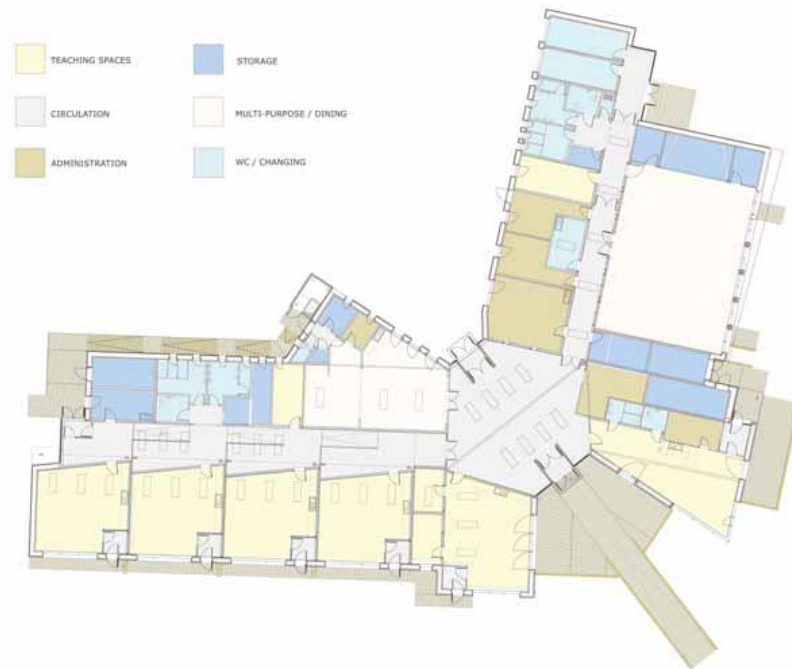 TEACHING SPACES
STORAGE
CIRCULATION
MULTI-PURPOSE / DINING
ADMINISTRATION
WC / CHANGING